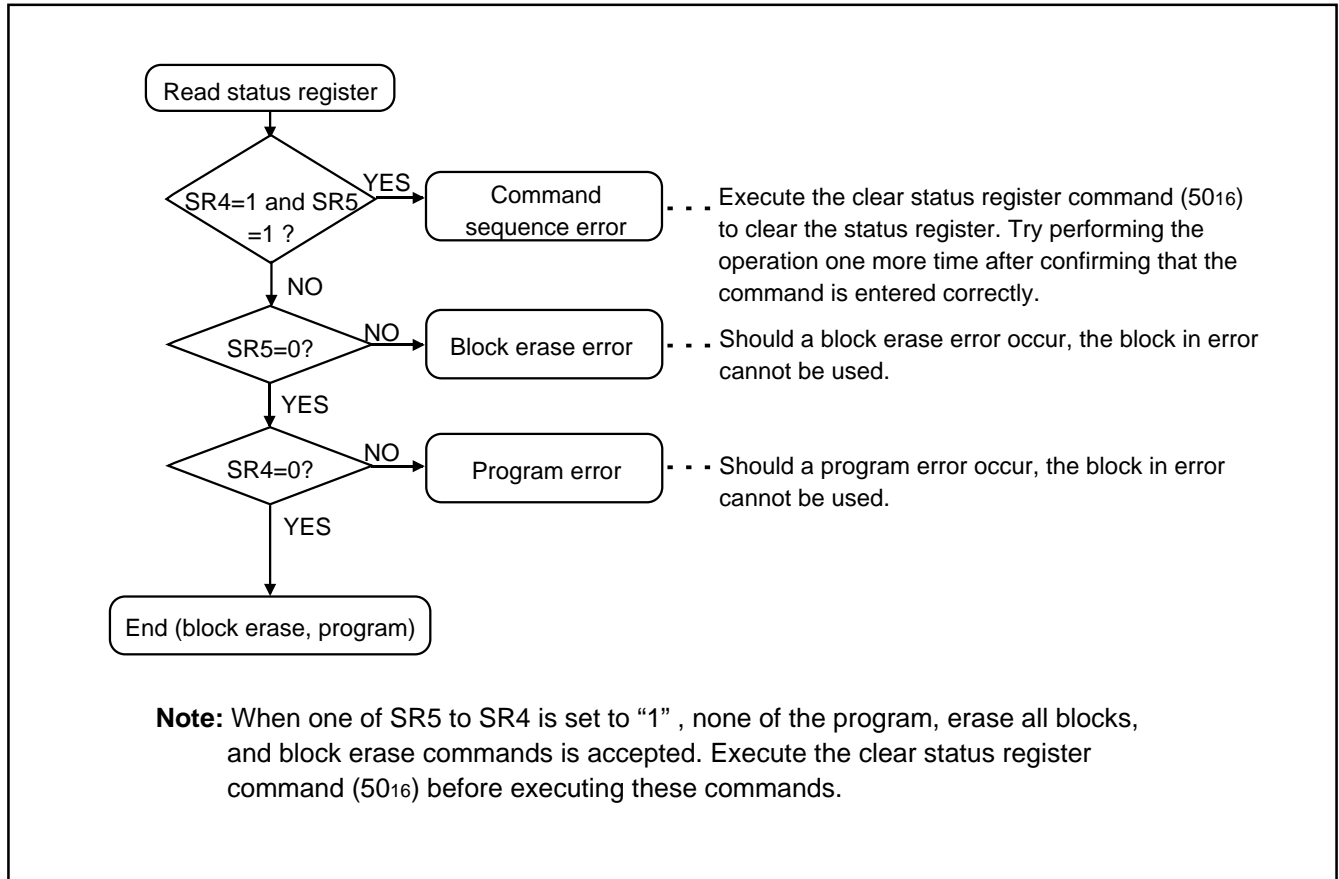 Read status register
SR4=1 and SR5
=1 ?
YES
Command
sequence error
Execute the clear status register command (5016)
to clear the status register. Try performing the
operation one more time after confirming that the
command is entered correctly.
NO
SR5=0?
NO
Block erase error
Should a block erase error occur, the block in error
cannot be used.
YES
SR4=0?
NO
Program error
Should a program error occur, the block in error
cannot be used.
YES
End (block erase, program)
Note: When one of SR5 to SR4 is set to “1” , none of the program, erase all blocks,
and block erase commands is accepted. Execute the clear status register
command (5016) before executing these commands.